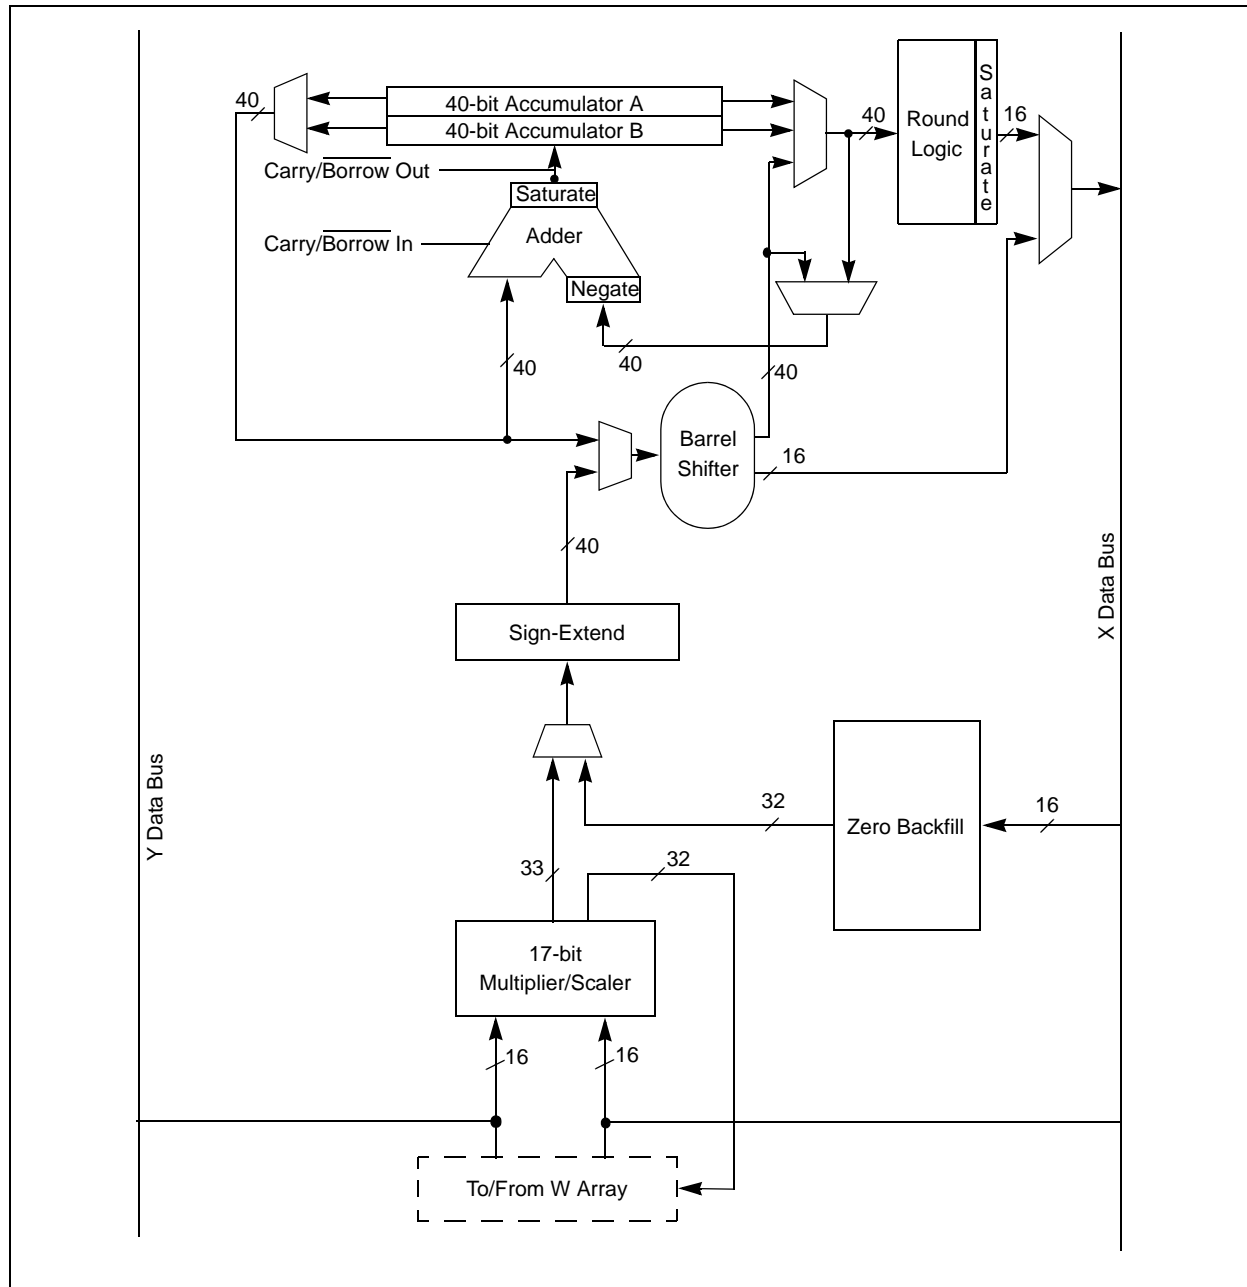 40
40-bit Accumulator A
40-bit Accumulator B
40
Round
Logic
Saturate
16
Carry/Borrow Out
Saturate
Carry/Borrow In
Adder
Negate
40
40
40
Barrel
Shifter
16
40
X Data Bus
Sign-Extend
Y Data Bus
32
Zero Backfill
16
33
32
17-bit
Multiplier/Scaler
16
16
To/From W Array